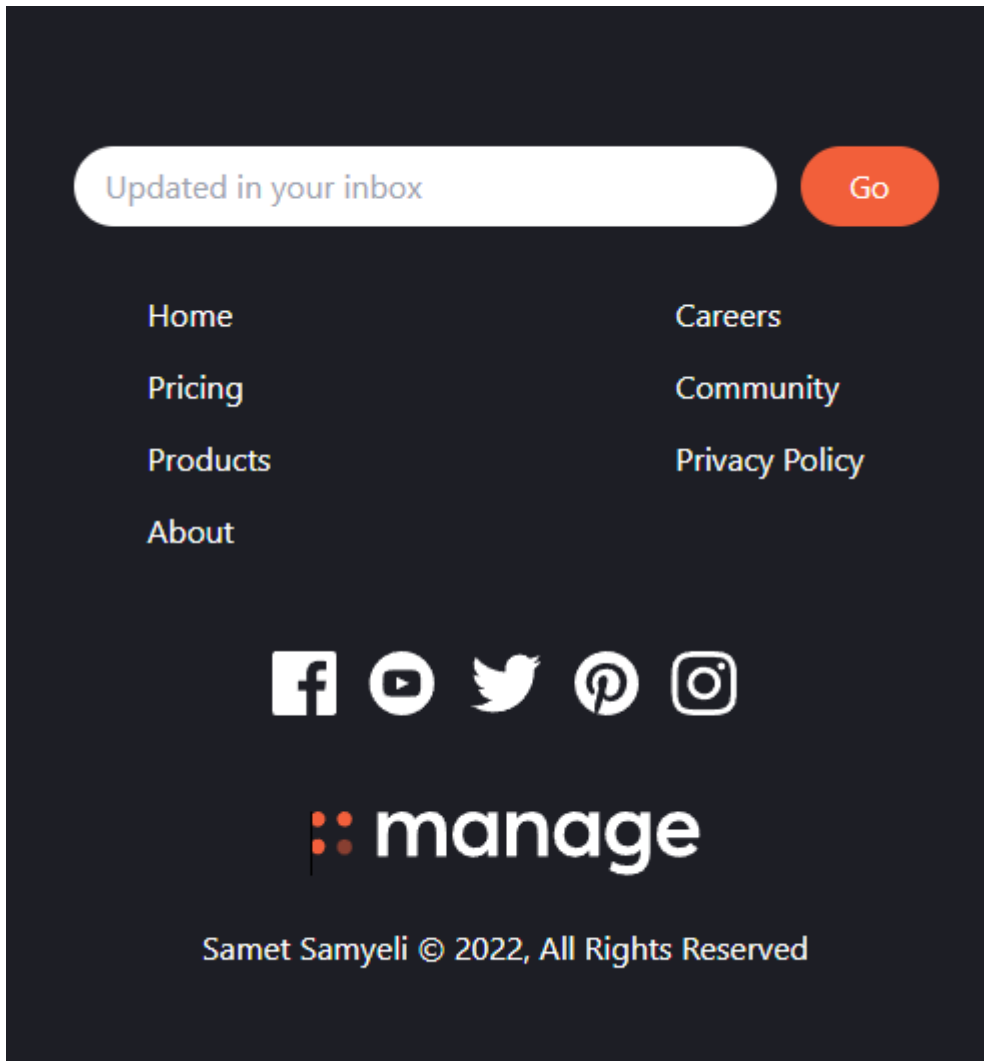 Updated in your inbox Go
Home Careers
Pricing Community
Products Privacy Policy
About
manage
Samet Samyeli © 2022, All Rights Reserved